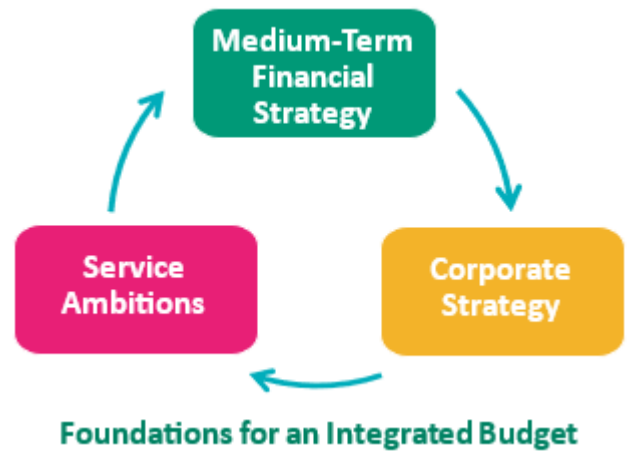 Medium-Term
Financial
Strategy
Service
Ambitions
Corporate
Strategy
Foundations for an Integrated Budget